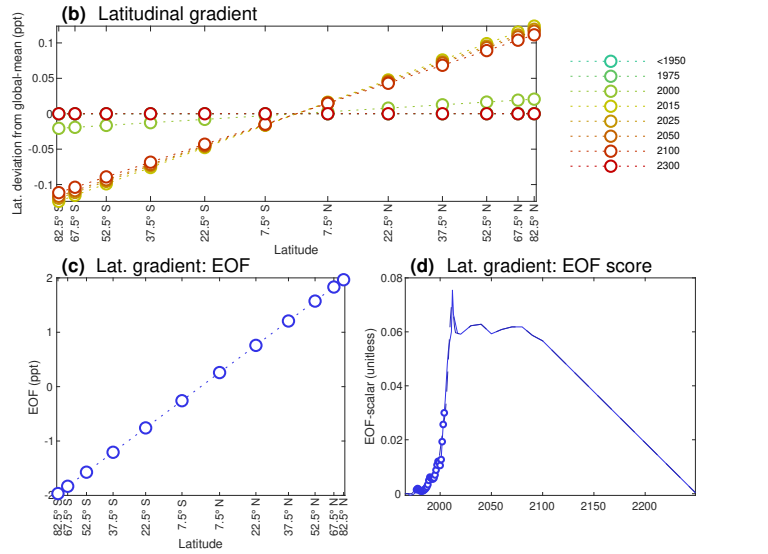 (b) Latitudinal gradient
Lat. deviation from global-mean (ppt)
0.1
0.05
0
-0.05
-0.1
82.5° S
67.5° S
52.5° S
37.5° S
22.5° S
7.5° S
7.5° N
22.5° N
37.5° N
52.5° N
67.5° N
82.5° N
Latitude
<1950
1975
2000
2015
2025
2050
2100
2300
(c) Lat. gradient: EOF
EOF (ppt)
2
1
0
-1
-2
82.5° S
67.5° S
52.5° S
37.5° S
22.5° S
7.5° S
7.5° N
22.5° N
37.5° N
52.5° N
67.5° N
82.5° N
Latitude
(d) Lat. gradient: EOF score
EOF-scalar (unitless)
0.08
0.06
0.04
0.02
0
2000
2050
2100
2150
2200